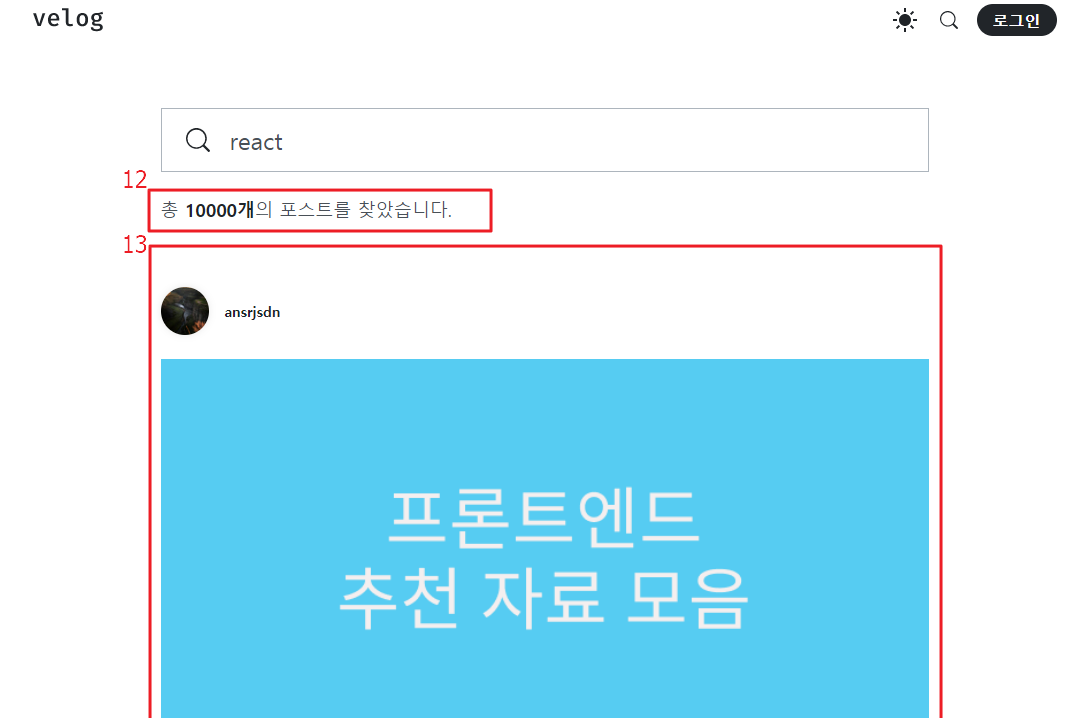 velog
로그인
react
12
총 10000개의 포스트를 찾았습니다.
13
ansrjsdn
프론트엔드
추천 자료 모음